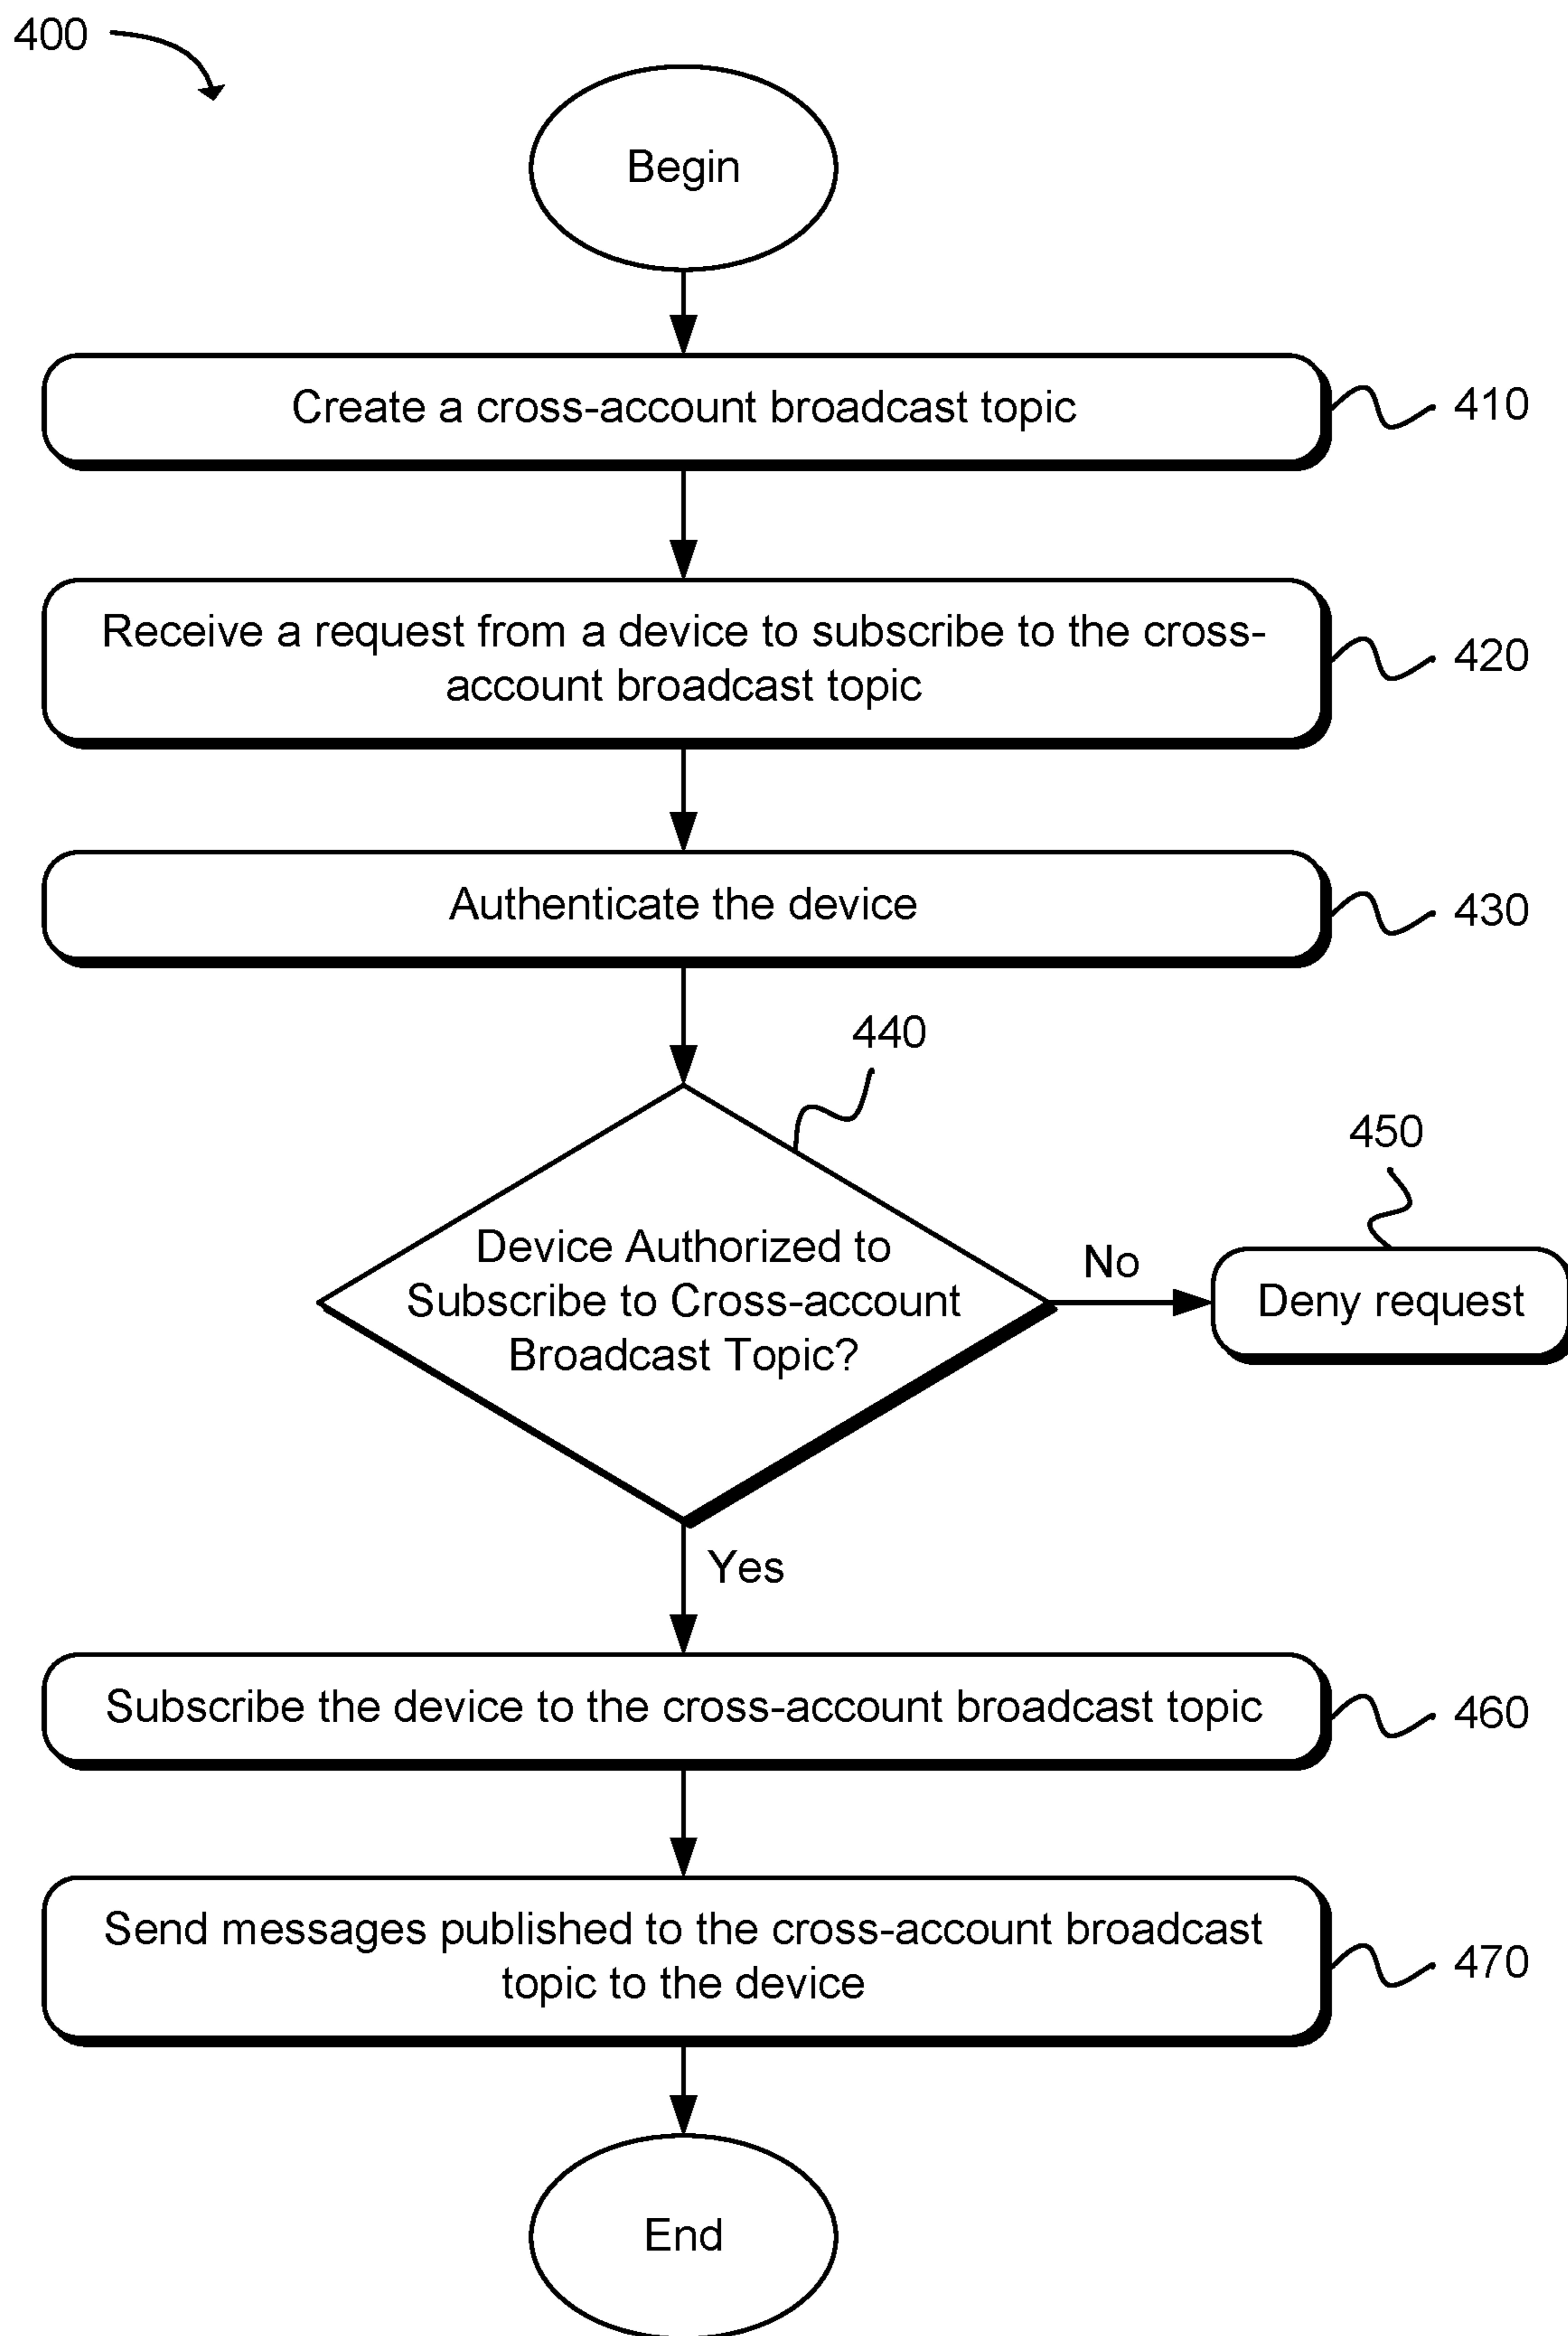 400
Begin
Create a cross-account broadcast topic
410
Receive a request from a device to subscribe to the cross-
account broadcast topic
420
Authenticate the device
430
440
Device Authorized to
Subscribe to Cross-account
Broadcast Topic?
No
450
Deny request
Yes
Subscribe the device to the cross-account broadcast topic
460
Send messages published to the cross-account broadcast
topic to the device
470
End